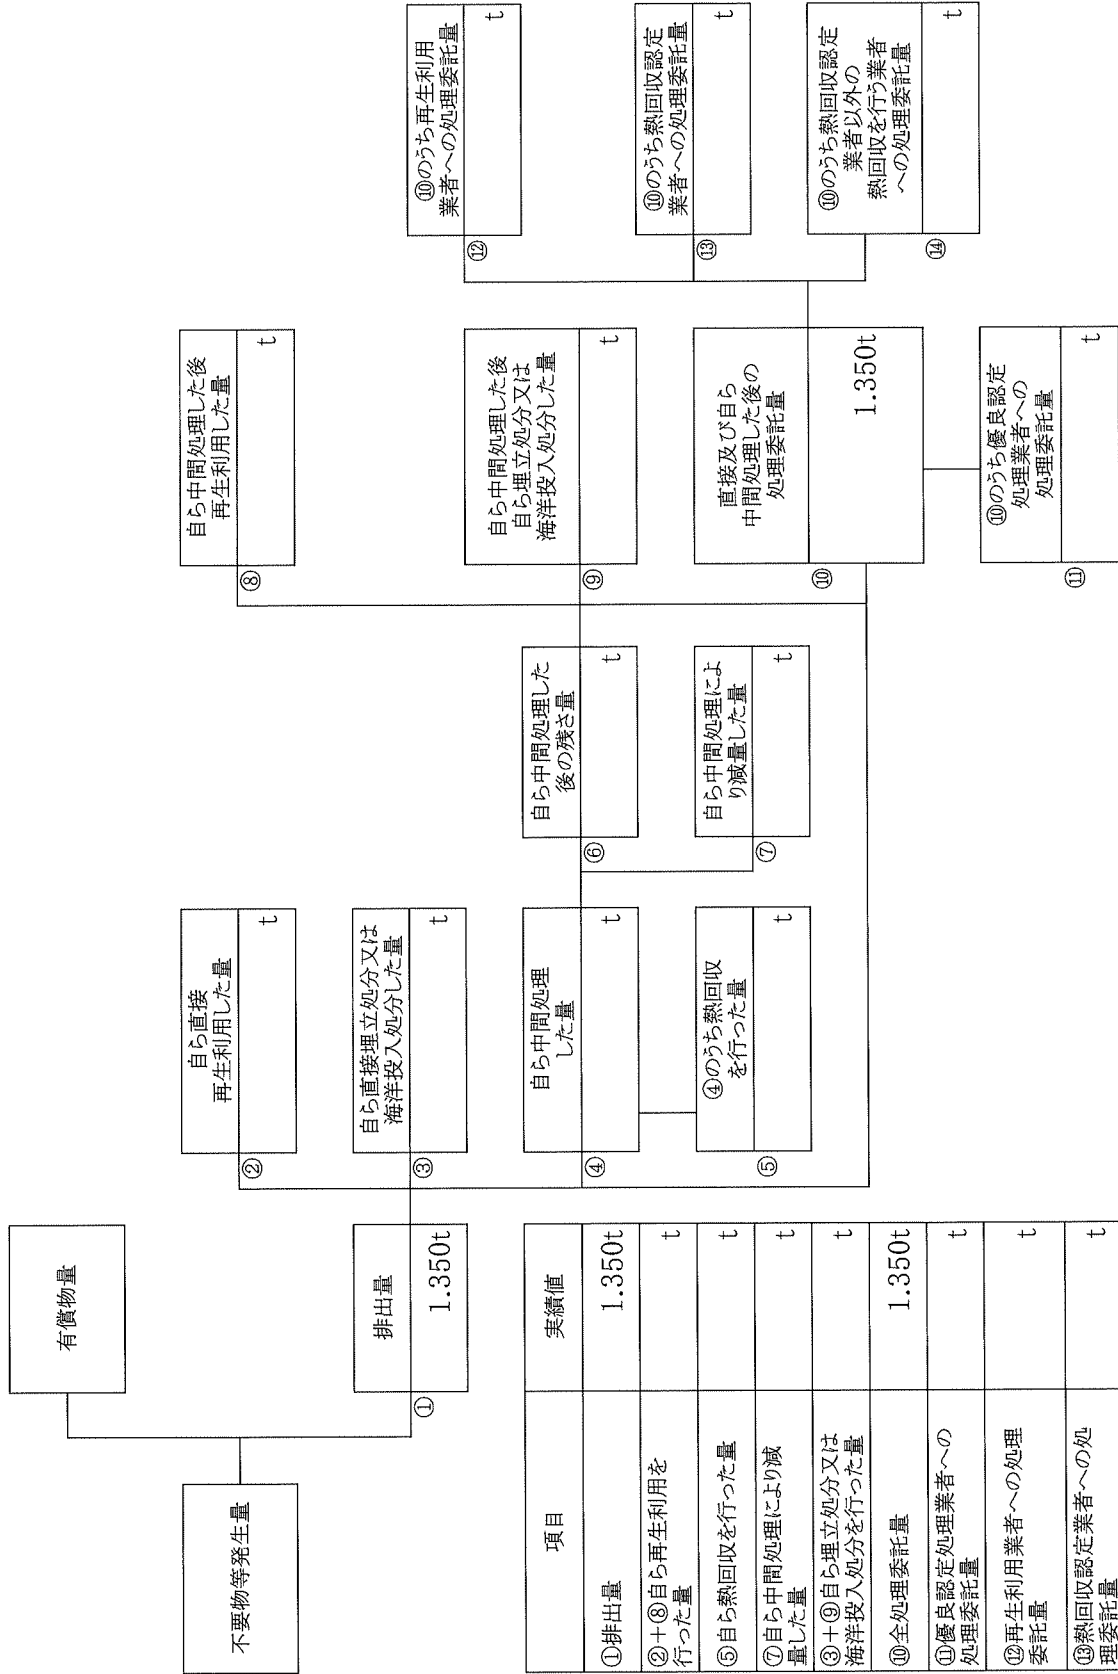 不要物等発生量
有償物量
排出量
①
1.350t
自ら直接
再生利用した量
②
t
自ら直接埋立処分又は
海洋投入処分した量
③
t
自ら中間処理
した量
④
t
④のうち熱回収
を行った量
⑤
t
自ら中間処理した
後の残さ量
⑥
t
自ら中間処理によ
り減量した量
⑦
t
自ら中間処理した後
再生利用した量
⑧
t
自ら中間処理した後
自ら埋立処分又は
海洋投入処分した量
⑨
t
直接及び自ら
中間処理した後の
処理委託量
⑩
1.350t
⑩のうち優良認定
処理業者への
処理委託量
⑪
t
⑩のうち再生利用
業者への処理委託量
⑫
t
⑩のうち熱回収認定
業者への処理委託量
⑬
t
⑩のうち熱回収認定
業者以外の
熱回収を行う業者
への処理委託量
⑭
t
項目 実績値
①排出量 1.350t
②+⑧自ら再生利用を
行った量 t
⑤自ら熱回収を行った量 t
⑦自ら中間処理により減
量した量 t
③+⑨自ら埋立処分又は
海洋投入処分を行った量 t
⑩全処理委託量 1.350t
⑪優良認定処理業者への
処理委託量 t
⑫再生利用業者への処理
委託量 t
⑬熱回収認定業者への処
理委託量 t